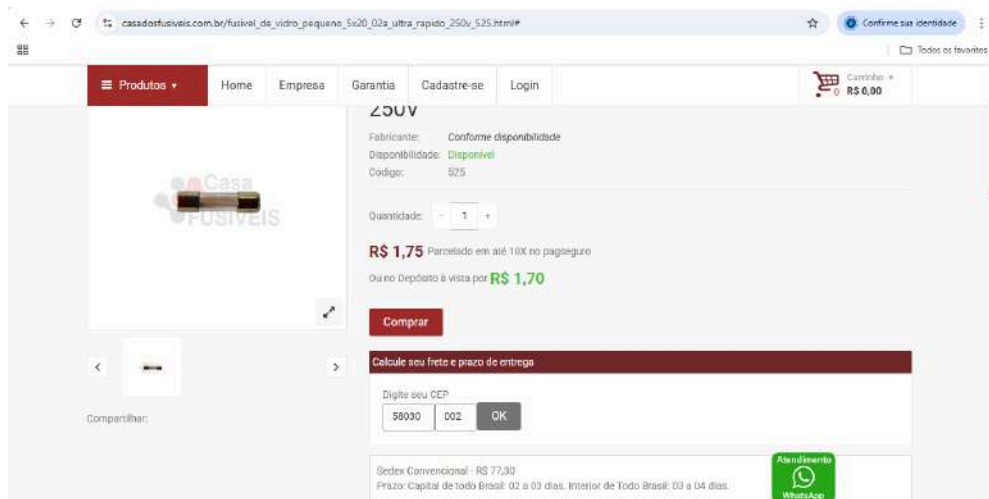 casadosfusiveis.com.br/fusivel_de_vidro_pequeno_5x20_02a_ultra_rapido_250v_525.html#
Confirme sua identidade
Todos os favoritos
Produtos
Home
Empresa
Garantia
Cadastre-se
Login
Carrinho
0 R$ 0,00
250V
Fabricante: Conforme disponibilidade
Disponibilidade: Disponível
Código: 525
Casa
FUSIVEIS
Quantidade: - 1 +
R$ 1,75 Parcelado em até 10X no pagseguro
Ou no Depósito à vista por R$ 1,70
Comprar
Calcule seu frete e prazo de entrega
Digite seu CEP
58030 002 OK
Compartilhar:
Sedex Convencional - R$ 77,30
Prazo: Capital de todo Brasil: 02 a 03 dias. Interior de Todo Brasil: 03 a 04 dias.
Atendimento
WhatsApp